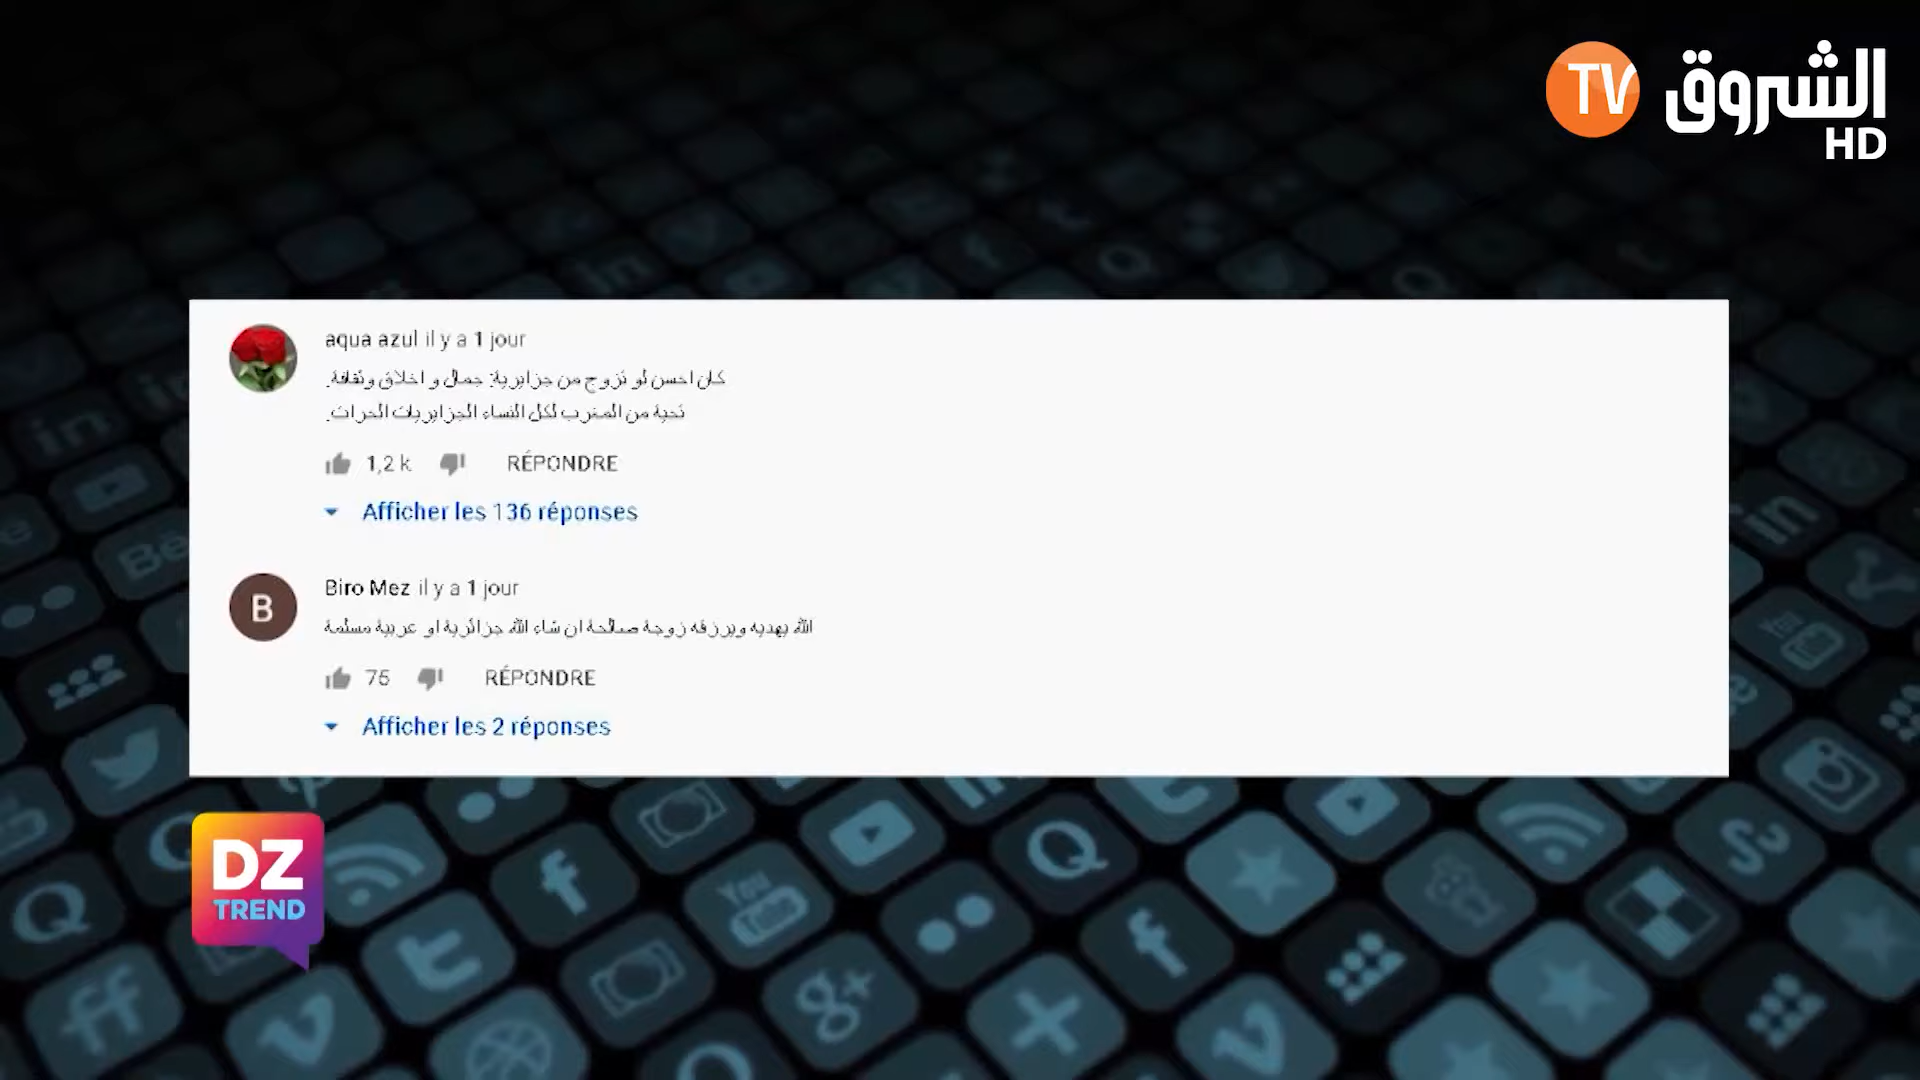 الشروق TV
HD
aqua azul il y a 1 jour
كان احسن لو تزوج من جزايرية: جمال و اخلاق وثقافة.
تحية من المغرب لكل النساء الجزايريات الحرات.
1,2 k RÉPONDRE
Afficher les 136 réponses
B
Biro Mez il y a 1 jour
الله يهديه ويرزقه زوجة صالحة ان شاء الله جزائرية او عربية مسلمة
75 RÉPONDRE
Afficher les 2 réponses
DZ
TREND